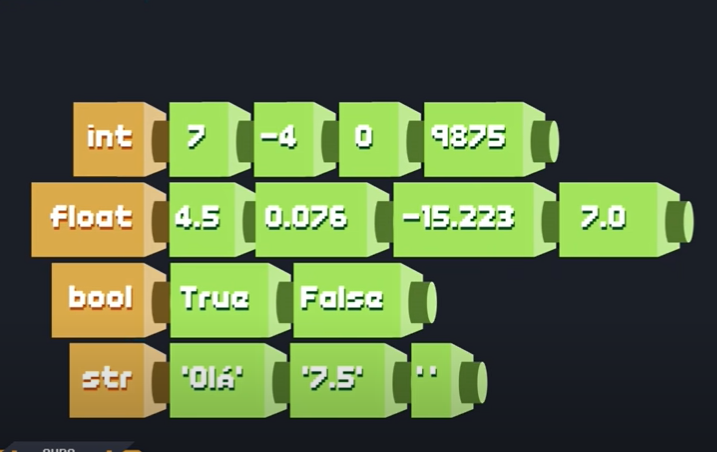 int 7 -4 0 9875
float 4.5 0.076 -15.223 7.0
bool True False
str 'Olá' '7.5' ''